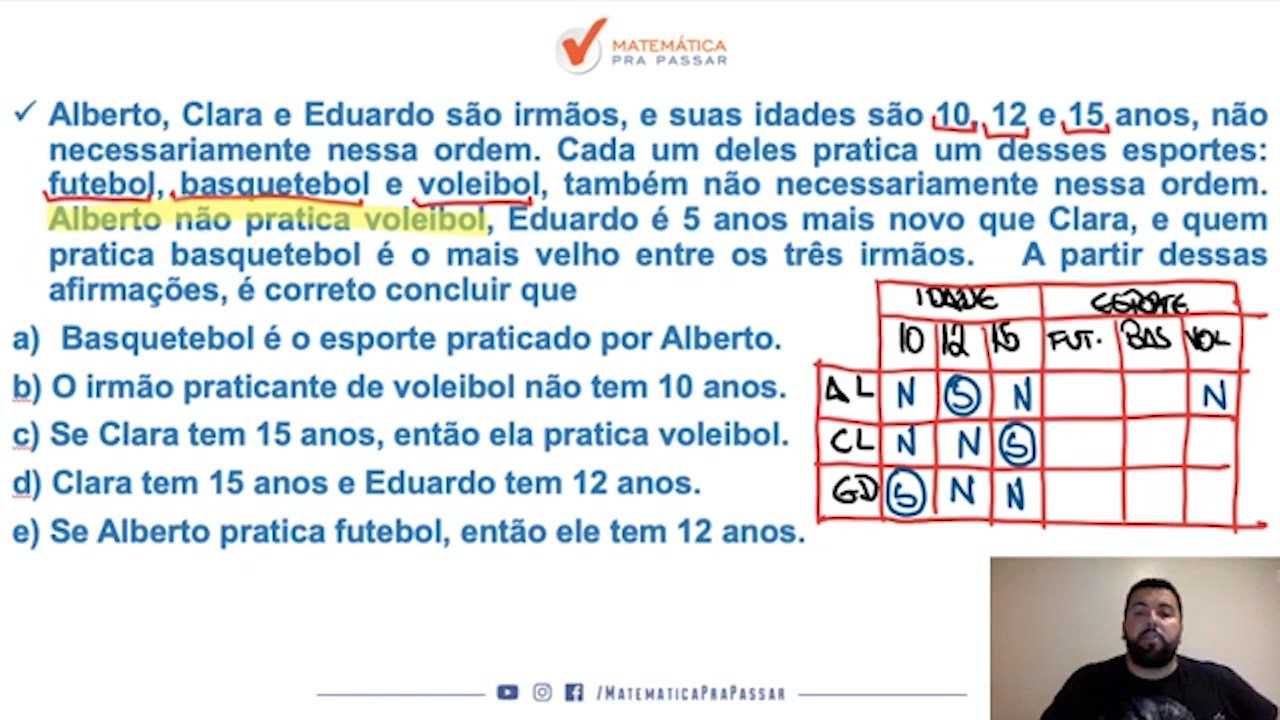 MATEMÁTICA
PRA PASSAR
✓ Alberto, Clara e Eduardo são irmãos, e suas idades são 10, 12 e 15 anos, não
necessariamente nessa ordem. Cada um deles pratica um desses esportes:
futebol, basquetebol e voleibol, também não necessariamente nessa ordem.
Alberto não pratica voleibol, Eduardo é 5 anos mais novo que Clara, e quem
pratica basquetebol é o mais velho entre os três irmãos. A partir dessas
afirmações, é correto concluir que
a) Basquetebol é o esporte praticado por Alberto.
b) O irmão praticante de voleibol não tem 10 anos.
c) Se Clara tem 15 anos, então ela pratica voleibol.
d) Clara tem 15 anos e Eduardo tem 12 anos.
e) Se Alberto pratica futebol, então ele tem 12 anos.
IDADE ESPORTE
10 12 15 FUT. BAS VOL
AL N S N N
CL N N S
ED S N N
/MATEMATICAPRAPASSAR